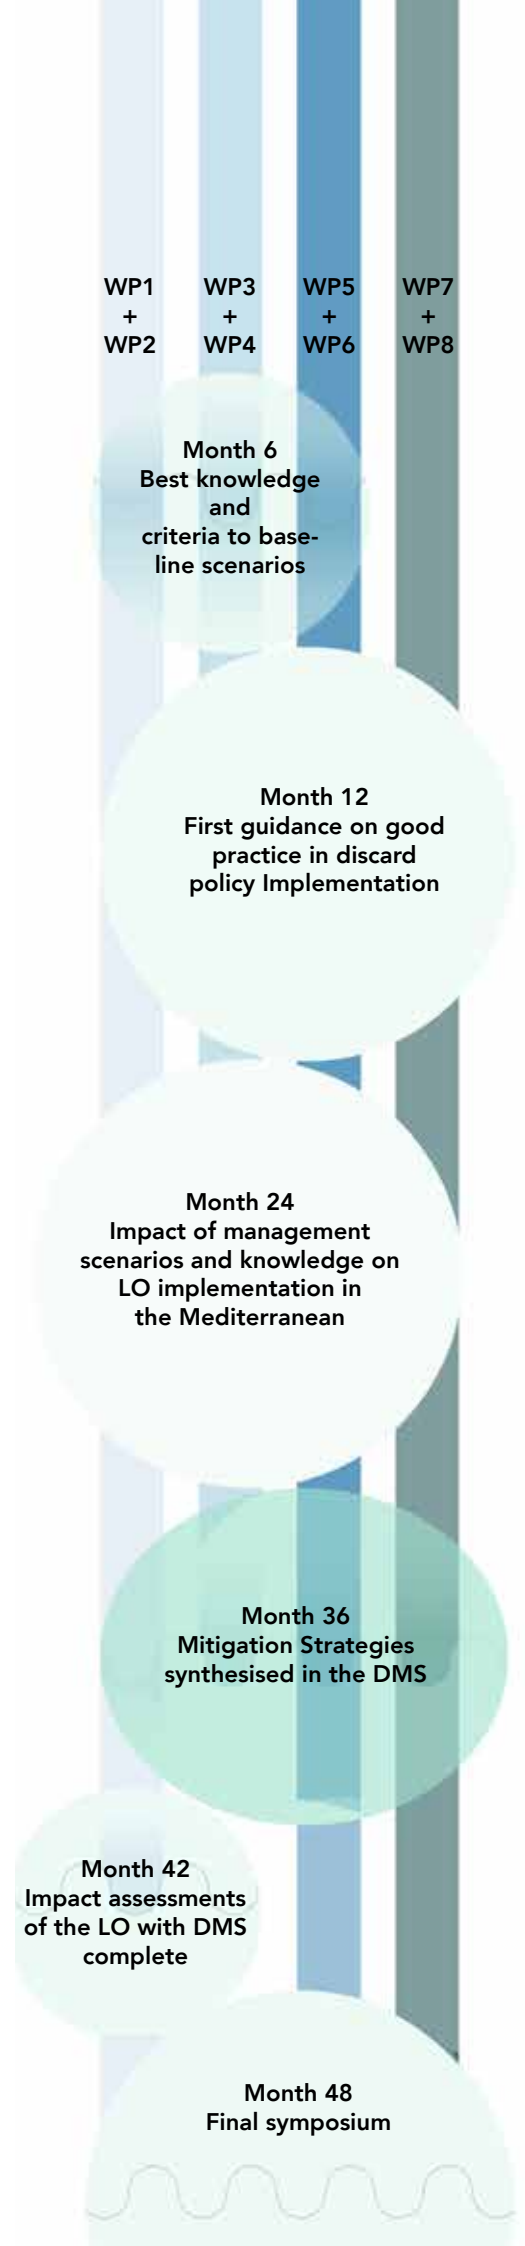 WP1 WP3 WP5 WP7
+ + + +
WP2 WP4 WP6 WP8
Month 6
Best knowledge
and
criteria to base-
line scenarios
Month 12
First guidance on good
practice in discard
policy Implementation
Month 24
Impact of management
scenarios and knowledge on
LO implementation in
the Mediterranean
Month 36
Mitigation Strategies
synthesised in the DMS
Month 42
Impact assessments
of the LO with DMS
complete
Month 48
Final symposium